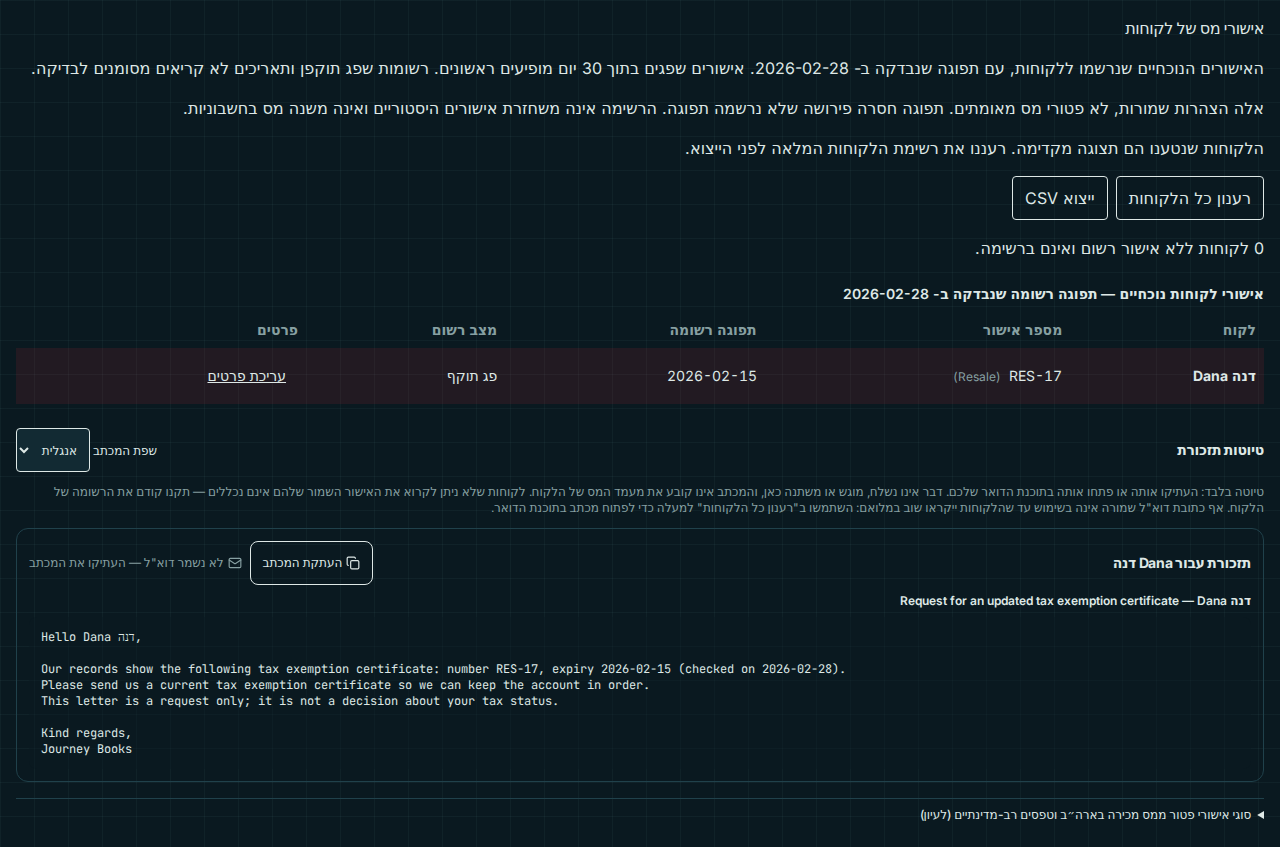 אישורי מס של לקוחות
האישורים הנוכחיים שנרשמו ללקוחות, עם תפוגה שנבדקה ב- 2026-02-28. אישורים שפגים בתוך 30 יום מופיעים ראשונים. רשומות שפג תוקפן ותאריכים לא קריאים מסומנים לבדיקה.
אלה הצהרות שמורות, לא פטורי מס מאומתים. תפוגה חסרה פירושה שלא נרשמה תפוגה. הרשימה אינה משחזרת אישורים היסטוריים ואינה משנה מס בחשבוניות.
הלקוחות שנטענו הם תצוגה מקדימה. רעננו את רשימת הלקוחות המלאה לפני הייצוא.
רענון כל הלקוחות ייצוא CSV
0 לקוחות ללא אישור רשום ואינם ברשימה.
אישורי לקוחות נוכחיים — תפוגה רשומה שנבדקה ב- 2026-02-28
לקוח מספר אישור תפוגה רשומה מצב רשום פרטים
דנה Dana RES-17 (Resale) 2026-02-15 פג תוקף עריכת פרטים
טיוטות תזכורת שפת המכתב אנגלית
טיוטה בלבד: העתיקו אותה או פתחו אותה בתוכנת הדואר שלכם. דבר אינו נשלח, מוגש או משתנה כאן, והמכתב אינו קובע את מעמד המס של הלקוח. לקוחות שלא ניתן לקרוא את האישור השמור שלהם אינם נכללים — תקנו קודם את הרשומה של
הלקוח. אף כתובת דוא"ל שמורה אינה בשימוש עד שהלקוחות ייקראו שוב במלואם: השתמשו ב"רענון כל הלקוחות" למעלה כדי לפתוח מכתב בתוכנת הדואר.
תזכורת עבור Dana דנה העתקת המכתב לא נשמר דוא"ל — העתיקו את המכתב
Request for an updated tax exemption certificate — Dana דנה
Hello Dana דנה,
Our records show the following tax exemption certificate: number RES-17, expiry 2026-02-15 (checked on 2026-02-28).
Please send us a current tax exemption certificate so we can keep the account in order.
This letter is a request only; it is not a decision about your tax status.
Kind regards,
Journey Books
סוגי אישורי פטור ממס מכירה בארה״ב וטפסים רב-מדינתיים (לעיון)